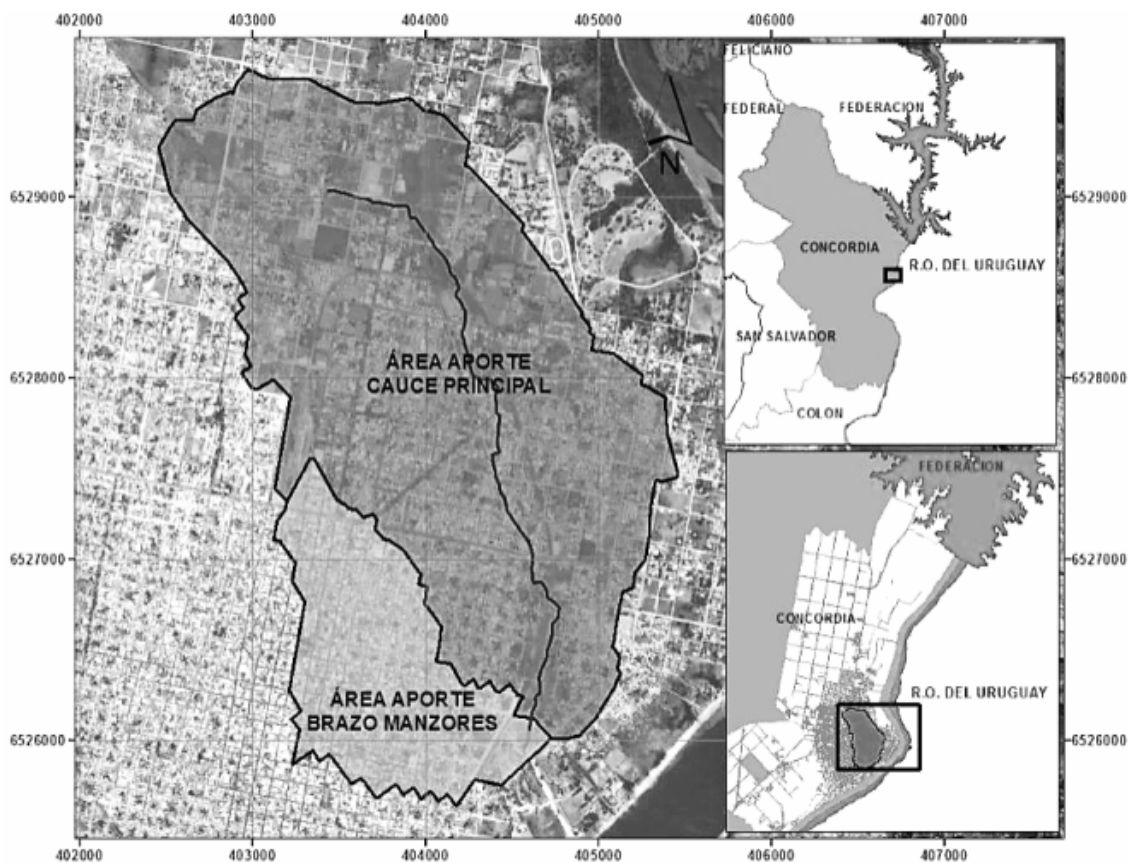 402000 403000 404000 405000 406000 407000
6529000
6528000
6527000
6526000
N
ÁREA APORTE
CAUCE PRINCIPAL
ÁREA APORTE
BRAZO MANZORES
FELICIANO
FEDERAL
FEDERACION
CONCORDIA
R.O. DEL URUGUAY
SAN SALVADOR
COLON
6529000
6528000
FEDERACION
CONCORDIA
R.O. DEL URUGUAY
6527000
6526000
402000 403000 404000 405000 406000 407000